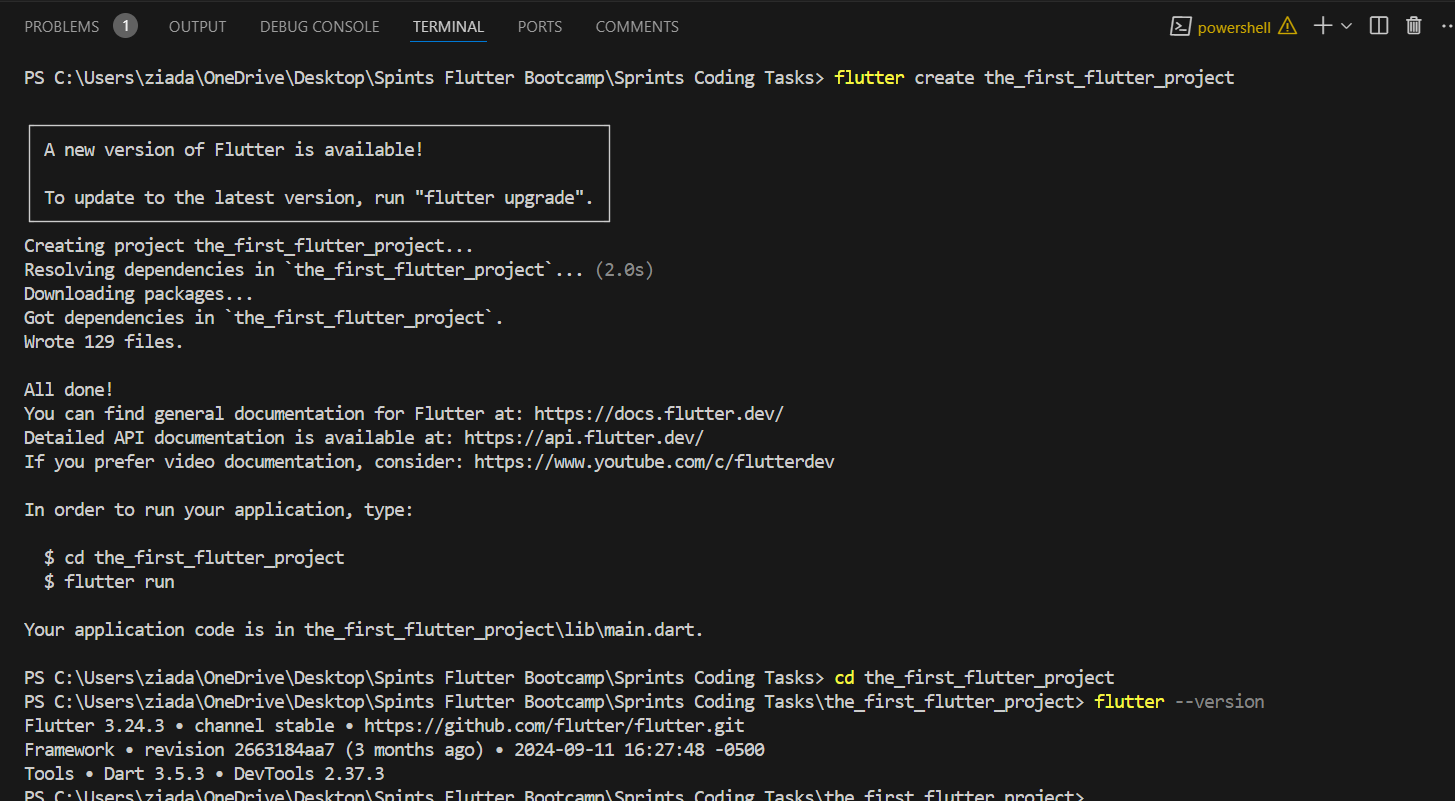 PROBLEMS 1 OUTPUT DEBUG CONSOLE TERMINAL PORTS COMMENTS powershell
PS C:\Users\ziada\OneDrive\Desktop\Spints Flutter Bootcamp\Sprints Coding Tasks> flutter create the_first_flutter_project
A new version of Flutter is available!
To update to the latest version, run "flutter upgrade".
Creating project the_first_flutter_project...
Resolving dependencies in `the_first_flutter_project`... (2.0s)
Downloading packages...
Got dependencies in `the_first_flutter_project`.
Wrote 129 files.
All done!
You can find general documentation for Flutter at: https://docs.flutter.dev/
Detailed API documentation is available at: https://api.flutter.dev/
If you prefer video documentation, consider: https://www.youtube.com/c/flutterdev
In order to run your application, type:
$ cd the_first_flutter_project
$ flutter run
Your application code is in the_first_flutter_project\lib\main.dart.
PS C:\Users\ziada\OneDrive\Desktop\Spints Flutter Bootcamp\Sprints Coding Tasks> cd the_first_flutter_project
PS C:\Users\ziada\OneDrive\Desktop\Spints Flutter Bootcamp\Sprints Coding Tasks\the_first_flutter_project> flutter --version
Flutter 3.24.3 • channel stable • https://github.com/flutter/flutter.git
Framework • revision 2663184aa7 (3 months ago) • 2024-09-11 16:27:48 -0500
Tools • Dart 3.5.3 • DevTools 2.37.3
PS C:\Users\ziada\OneDrive\Desktop\Spints Flutter Bootcamp\Sprints Coding Tasks\the_first_flutter_project>